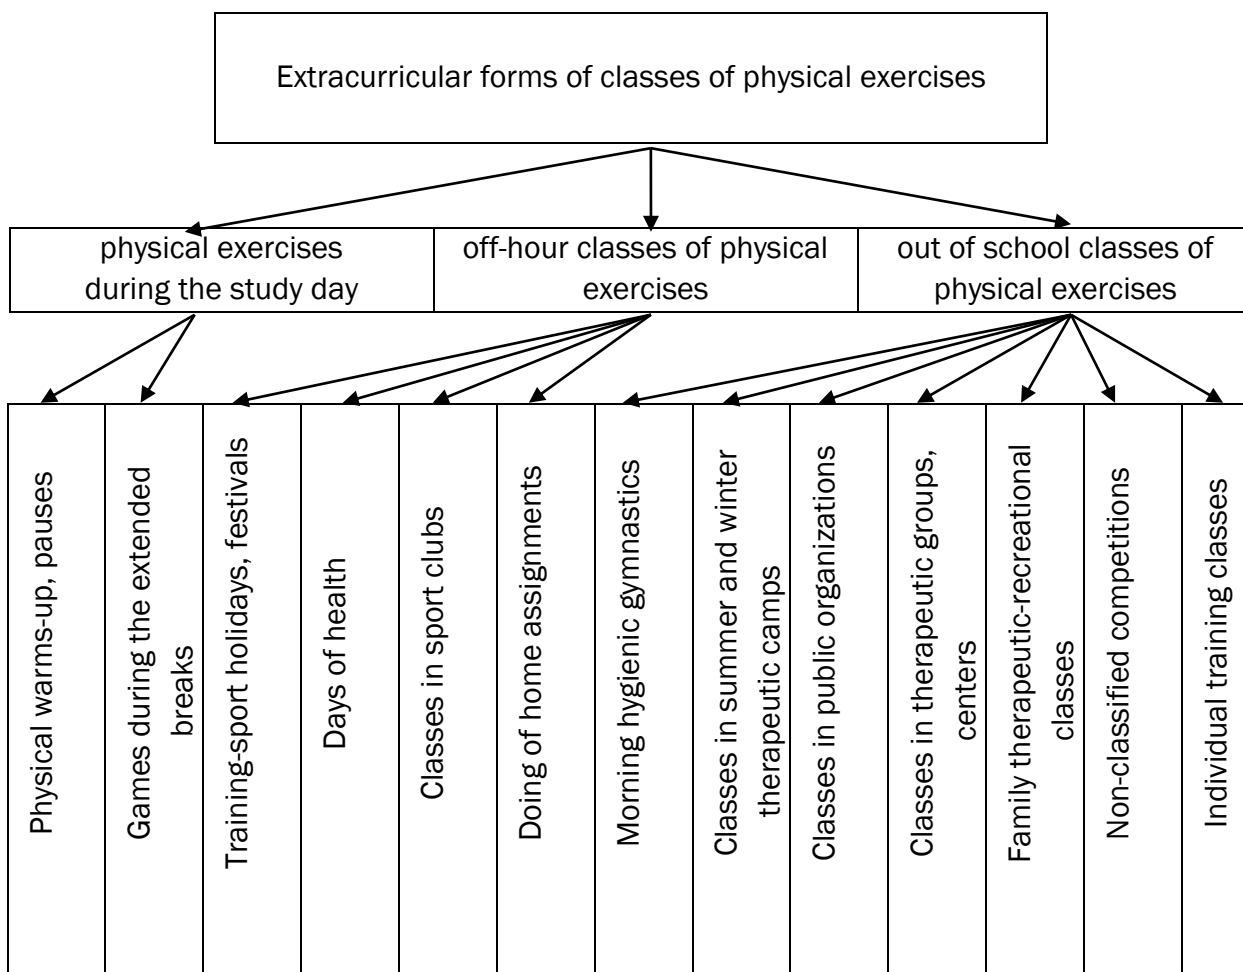 Extracurricular forms of classes of physical exercises
physical exercises
during the study day
off-hour classes of physical
exercises
out of school classes of
physical exercises
Physical warms-up, pauses
Games during the extended
breaks
Training-sport holidays, festivals
Days of health
Classes in sport clubs
Doing of home assignments
Morning hygienic gymnastics
Classes in summer and winter
therapeutic camps
Classes in public organizations
Classes in therapeutic groups,
centers
Family therapeutic-recreational
classes
Non-classified competitions
Individual training classes